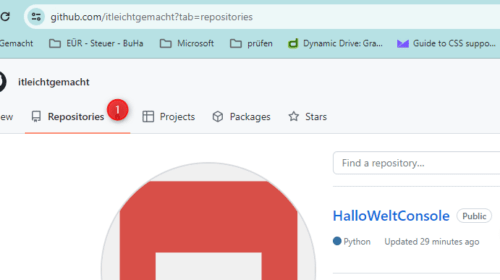 github.com/itleichtgemacht?tab=repositories
Gemacht EÜR - Steuer - BuHa Microsoft prüfen Dynamic Drive: Gra... Guide to CSS suppo...
itleichtgemacht
ew Repositories 1 Projects Packages Stars
Find a repository...
HalloWeltConsole Public
Python Updated 29 minutes ago